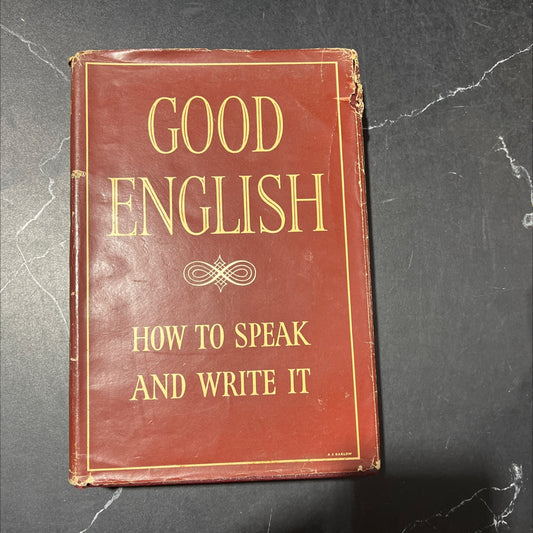 GOOD
ENGLISH
HOW TO SPEAK
AND WRITE IT